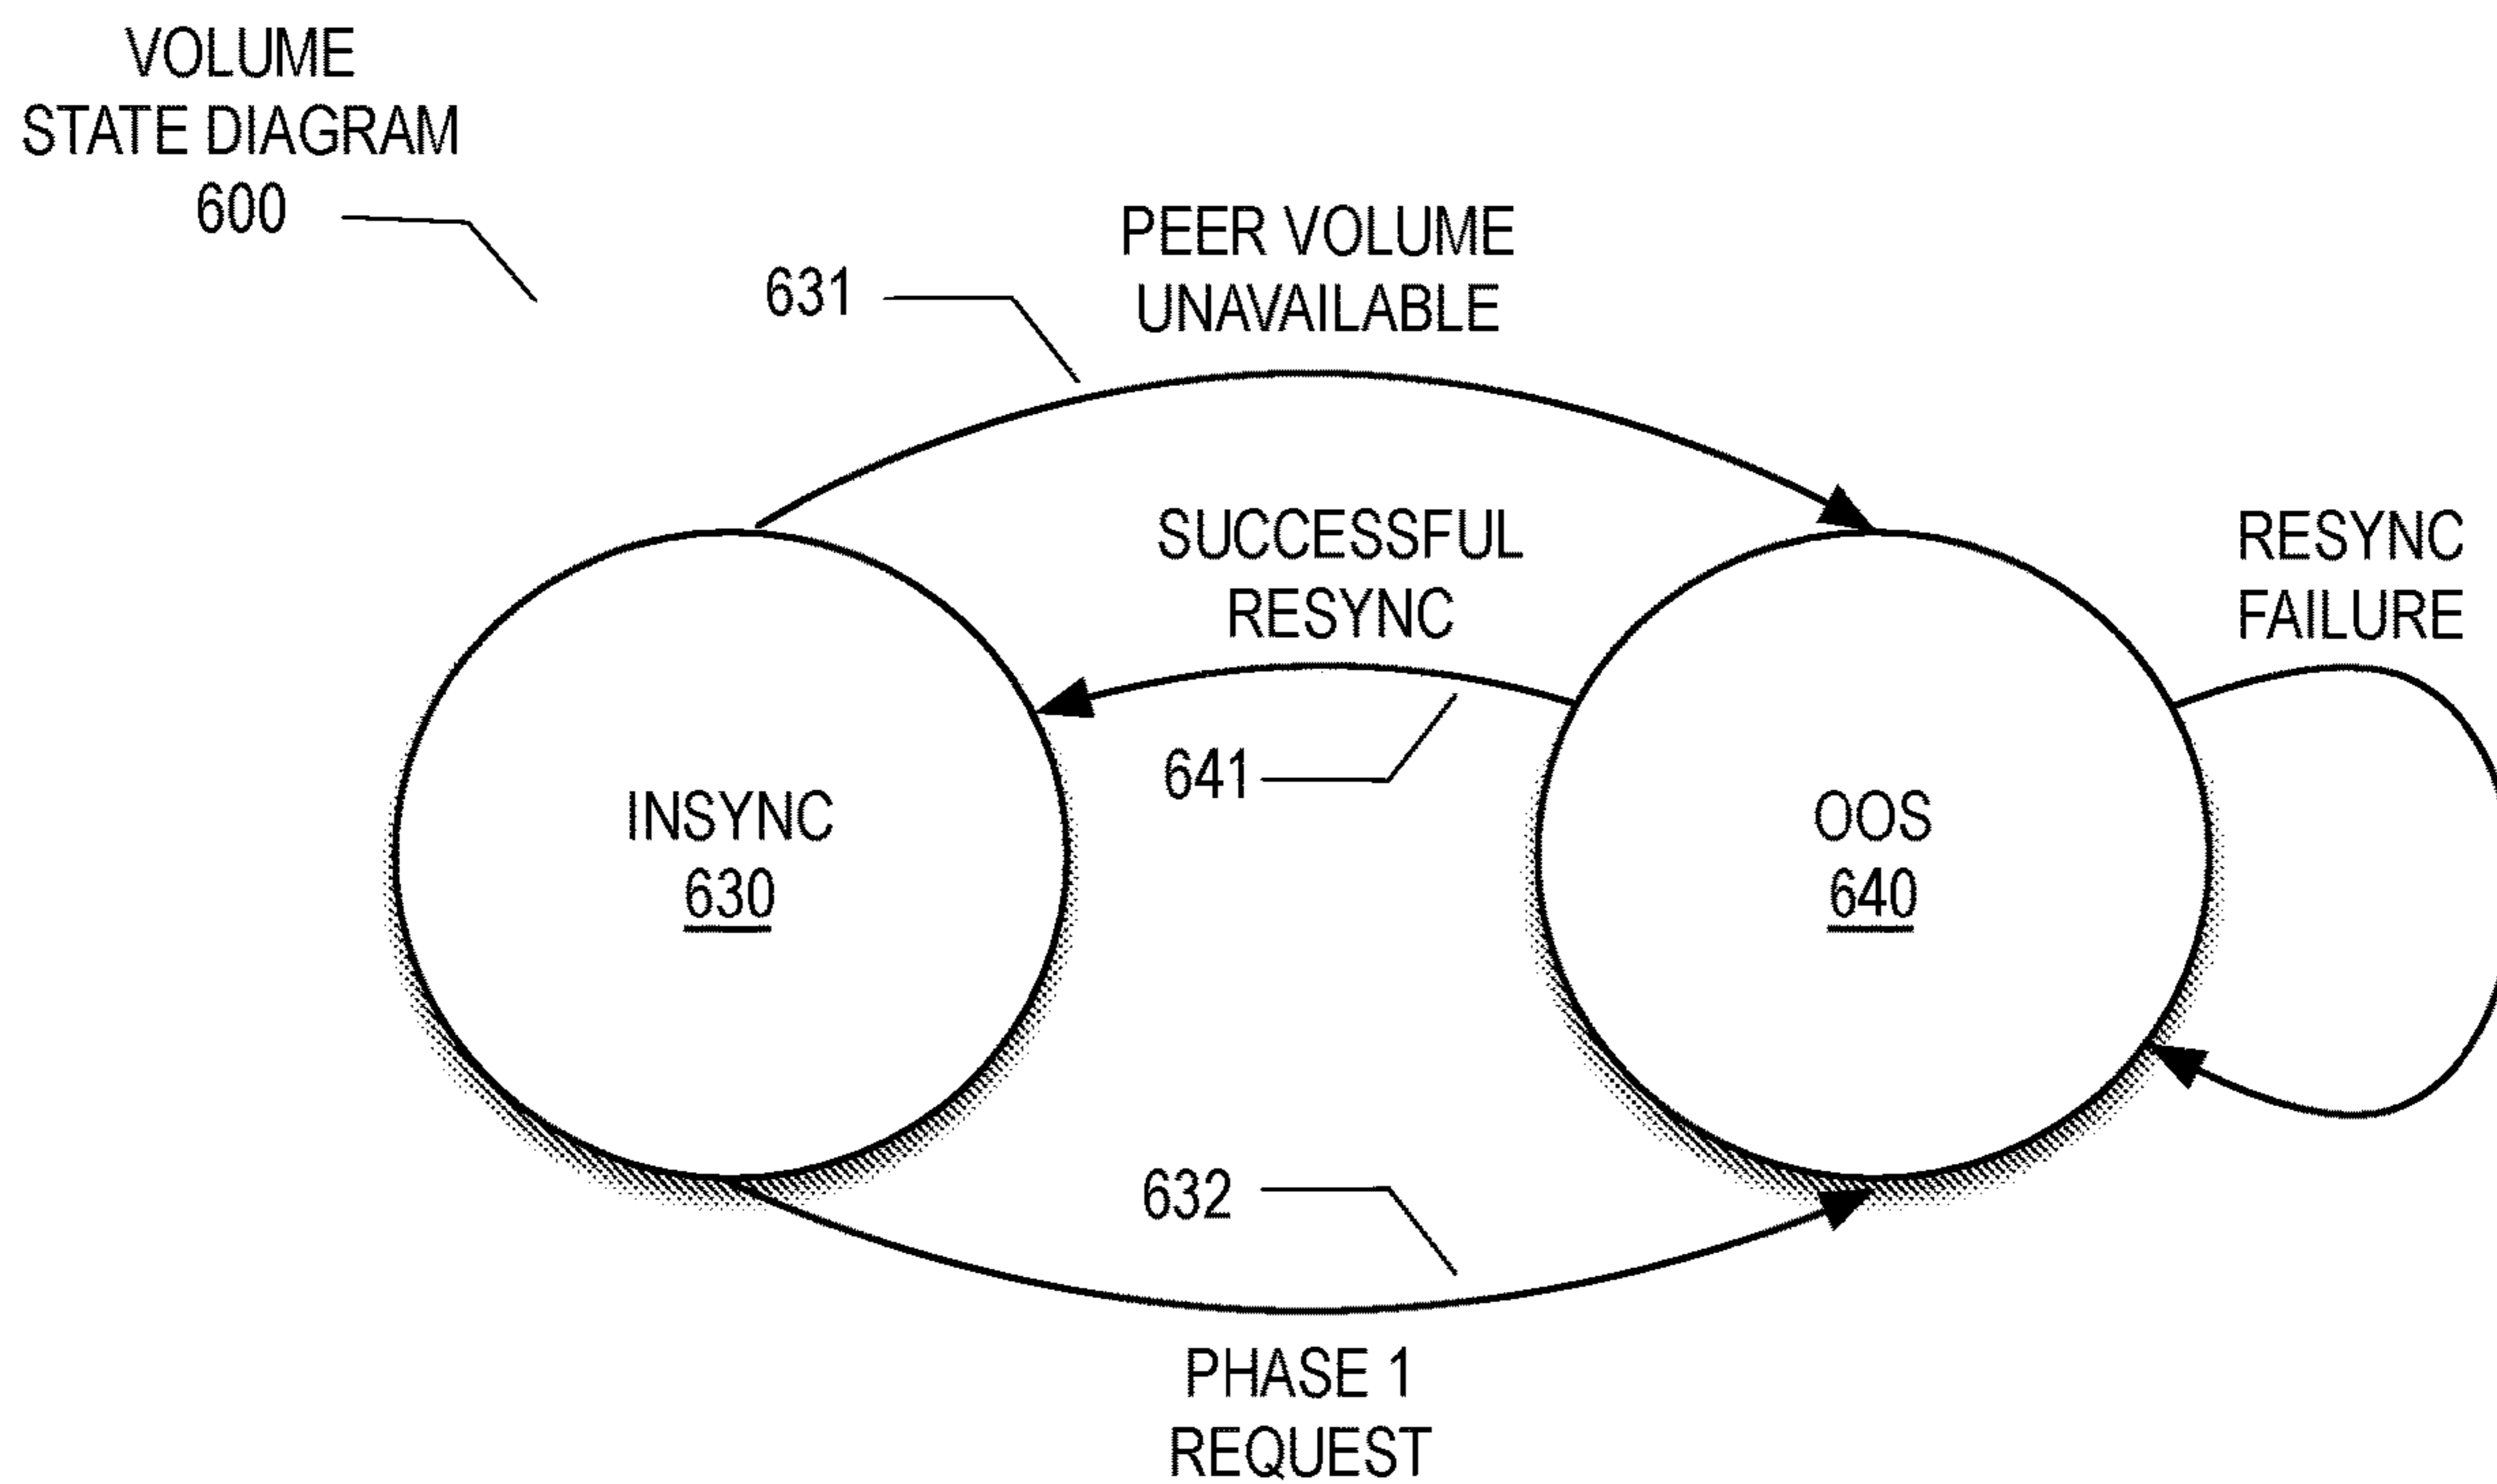 VOLUME
STATE DIAGRAM
600
631
PEER VOLUME
UNAVAILABLE
SUCCESSFUL
RESYNC
RESYNC
FAILURE
641
INSYNC
630
OOS
640
632
PHASE 1
REQUEST